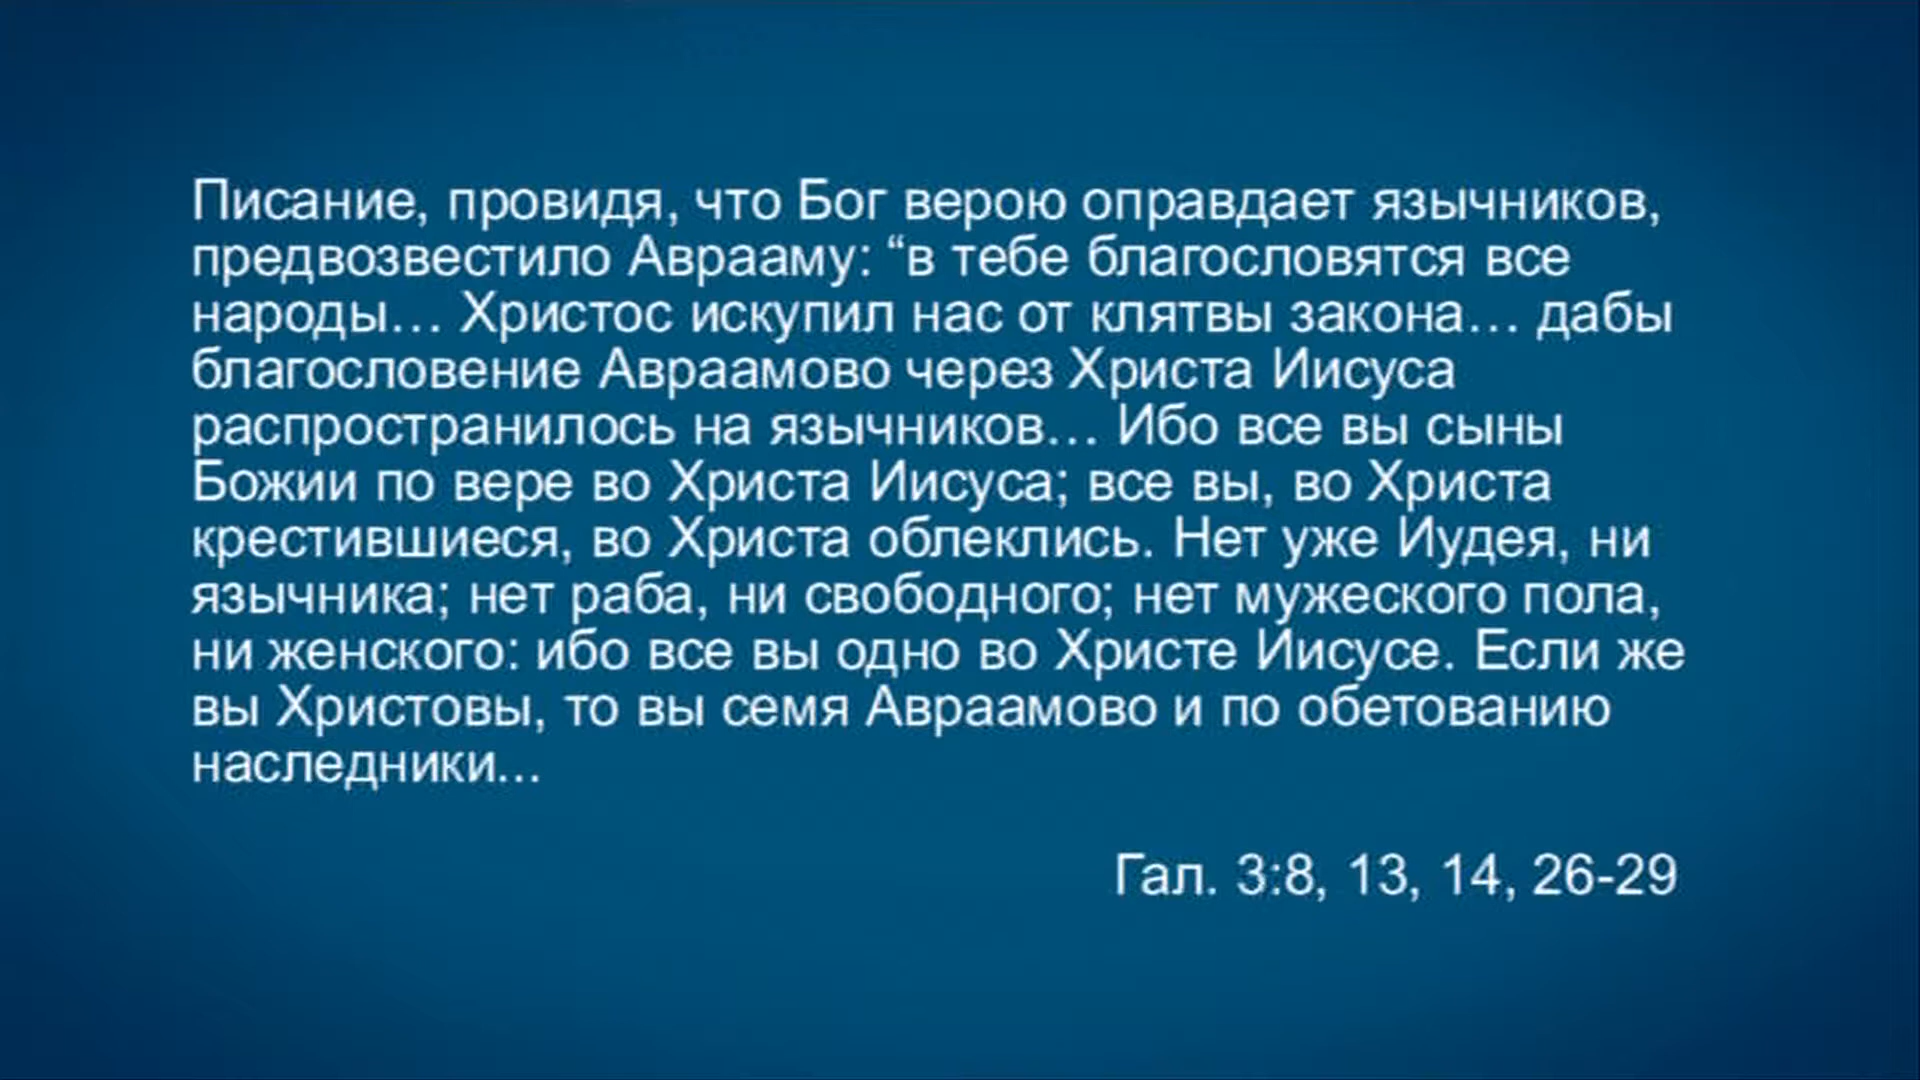 Писание, провидя, что Бог верою оправдает язычников,
предвозвестило Аврааму: “в тебе благословятся все
народы… Христос искупил нас от клятвы закона… дабы
благословение Авраамово через Христа Иисуса
распространилось на язычников… Ибо все вы сыны
Божии по вере во Христа Иисуса; все вы, во Христа
крестившиеся, во Христа облеклись. Нет уже Иудея, ни
язычника; нет раба, ни свободного; нет мужеского пола,
ни женского: ибо все вы одно во Христе Иисусе. Если же
вы Христовы, то вы семя Авраамово и по обетованию
наследники…
Гал. 3:8, 13, 14, 26-29